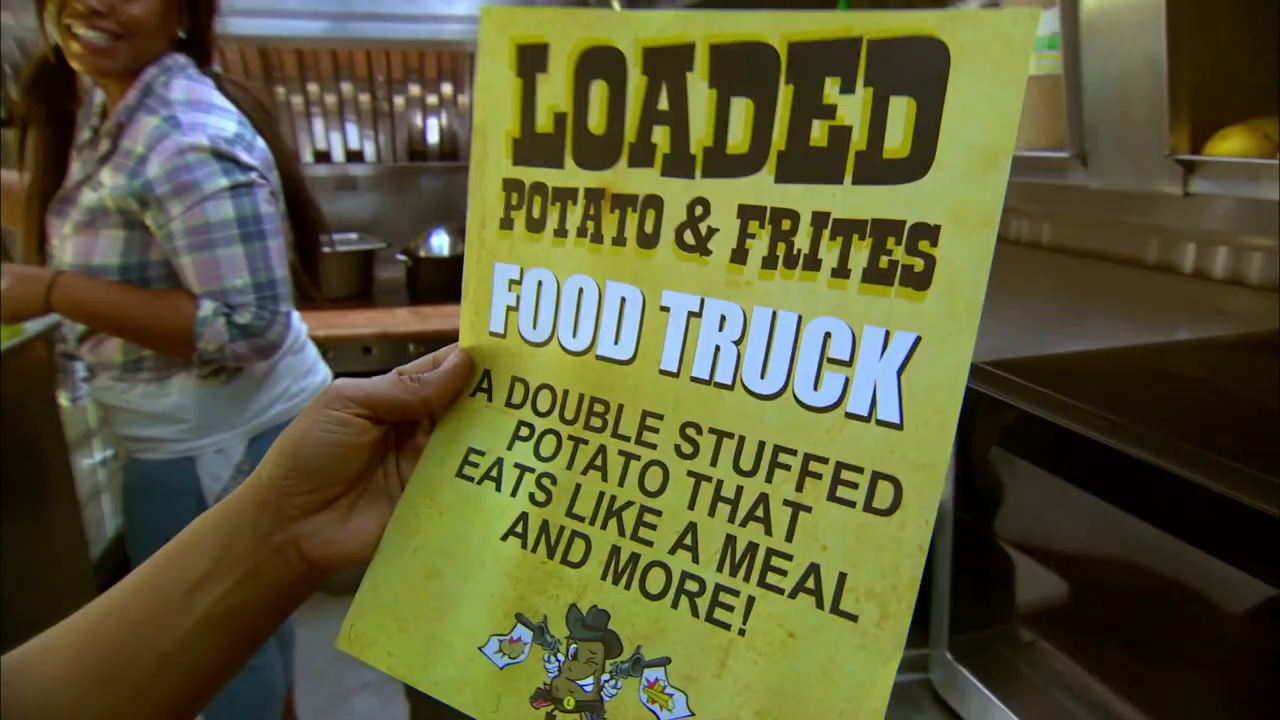 LOADED
POTATO & FRITES
FOOD TRUCK
A DOUBLE STUFFED
POTATO THAT
EATS LIKE A MEAL
AND MORE!
L